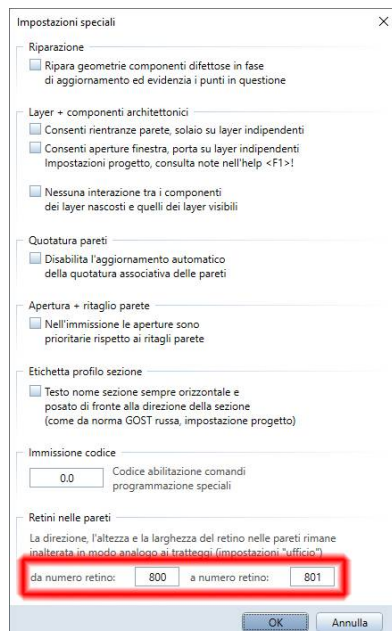 Impostazioni speciali
Riparazione
Ripara geometrie componenti difettose in fase
di aggiornamento ed evidenzia i punti in questione
Layer + componenti architettonici
Consenti rientranze parete, solaio su layer indipendenti
Consenti aperture finestra, porta su layer indipendenti
Impostazioni progetto, consulta note nell'help <F1>!
Nessuna interazione tra i componenti
dei layer nascosti e quelli dei layer visibili
Quotatura pareti
Disabilita l'aggiornamento automatico
della quotatura associativa delle pareti
Apertura + ritaglio parete
Nell'immissione le aperture sono
prioritarie rispetto ai ritagli parete
Etichetta profilo sezione
Testo nome sezione sempre orizzontale e
posato di fronte alla direzione della sezione
(come da norma GOST russa, impostazione progetto)
Immissione codice
0.0 Codice abilitazione comandi
programmazione speciali
Retini nelle pareti
La direzione, l'altezza e la larghezza del retino nelle pareti rimane
inalterata in modo analogo ai tratteggi (impostazioni "ufficio")
da numero retino: 800 a numero retino: 801
OK Annulla